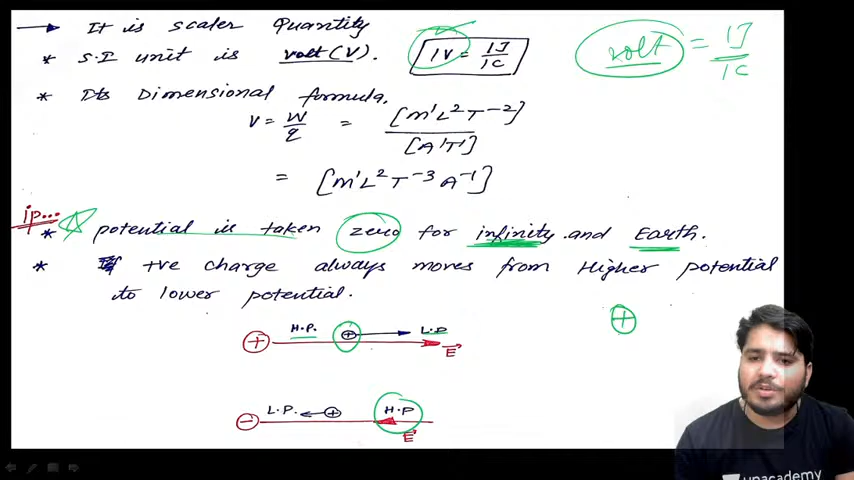 → It is scaler Quantity
* S.I unit is volt (V). 1V = 1J/1C
volt = 1J/1C
* Its Dimensional formula,
V = W/q = [M¹L²T⁻²]/[A¹T¹]
= [M¹L²T⁻³A⁻¹]
ip...
* potential is taken zero for infinity and Earth.
* +ve charge always moves from Higher potential
to lower potential.
+ H.P. + L.P E
+
- L.P. + H.P E
unacademy